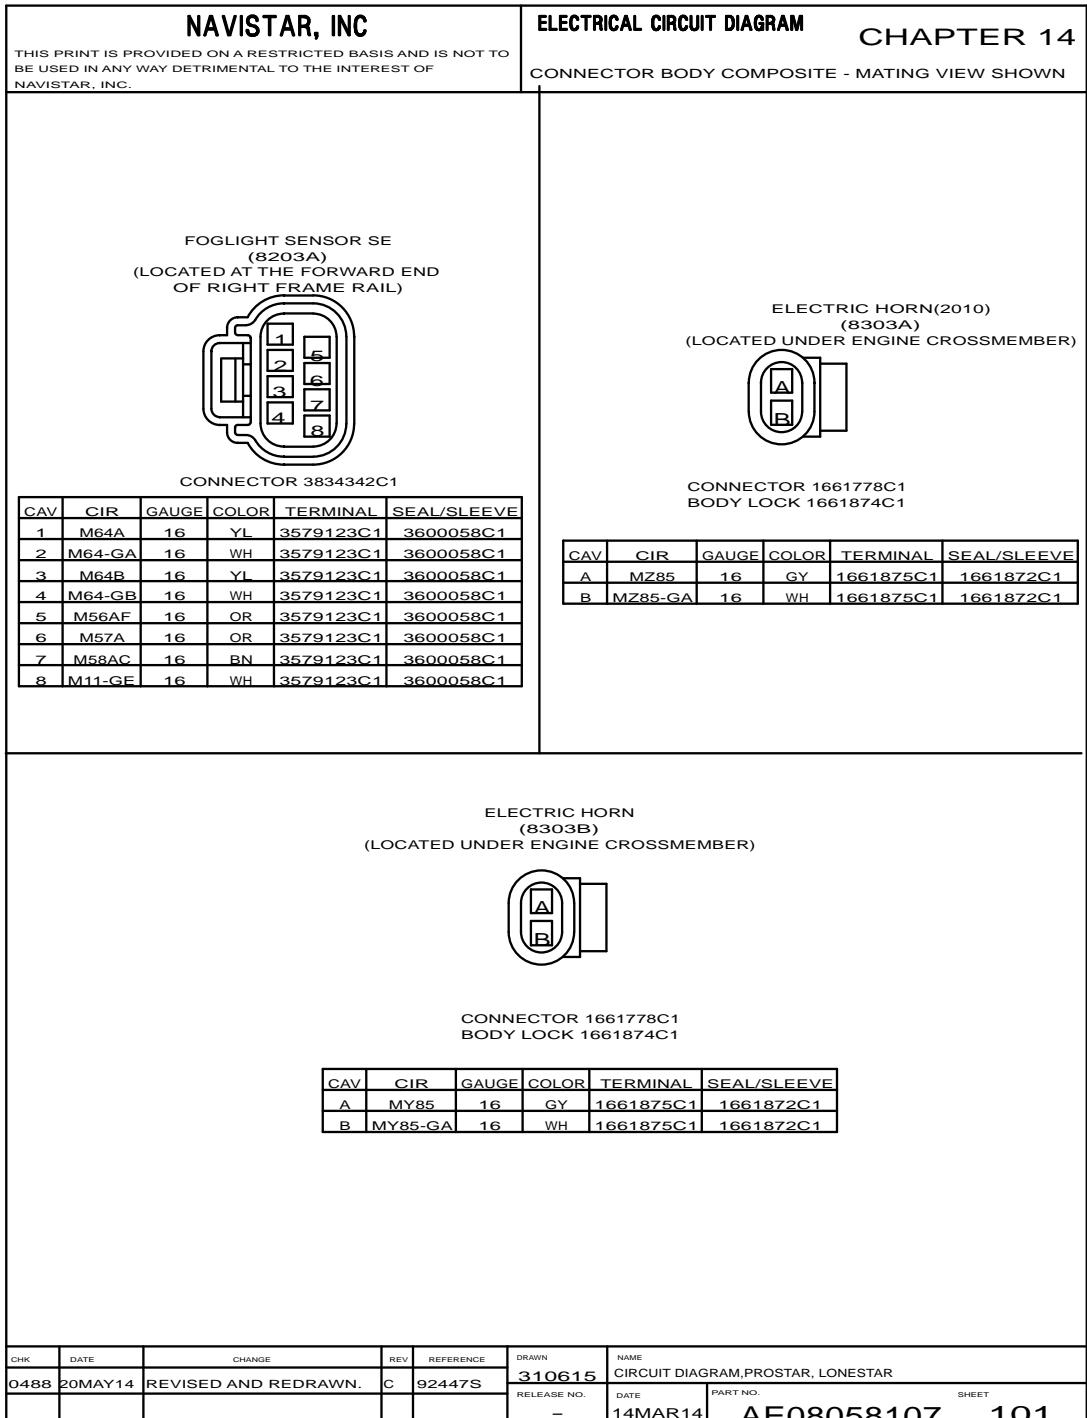 NAVISTAR, INC
THIS PRINT IS PROVIDED ON A RESTRICTED BASIS AND IS NOT TO
BE USED IN ANY WAY DETRIMENTAL TO THE INTEREST OF
NAVISTAR, INC.
ELECTRICAL CIRCUIT DIAGRAM
CHAPTER 14
CONNECTOR BODY COMPOSITE - MATING VIEW SHOWN
FOGLIGHT SENSOR SE
(8203A)
(LOCATED AT THE FORWARD END
OF RIGHT FRAME RAIL)
1
2
3
4
5
6
7
8
CONNECTOR 3834342C1
CAV CIR GAUGE COLOR TERMINAL SEAL/SLEEVE
1 M64A 16 YL 3579123C1 3600058C1
2 M64-GA 16 WH 3579123C1 3600058C1
3 M64B 16 YL 3579123C1 3600058C1
4 M64-GB 16 WH 3579123C1 3600058C1
5 M56AF 16 OR 3579123C1 3600058C1
6 M57A 16 OR 3579123C1 3600058C1
7 M58AC 16 BN 3579123C1 3600058C1
8 M11-GE 16 WH 3579123C1 3600058C1
ELECTRIC HORN(2010)
(8303A)
(LOCATED UNDER ENGINE CROSSMEMBER)
A
B
CONNECTOR 1661778C1
BODY LOCK 1661874C1
CAV CIR GAUGE COLOR TERMINAL SEAL/SLEEVE
A MZ85 16 GY 1661875C1 1661872C1
B MZ85-GA 16 WH 1661875C1 1661872C1
ELECTRIC HORN
(8303B)
(LOCATED UNDER ENGINE CROSSMEMBER)
A
B
CONNECTOR 1661778C1
BODY LOCK 1661874C1
CAV CIR GAUGE COLOR TERMINAL SEAL/SLEEVE
A MY85 16 GY 1661875C1 1661872C1
B MY85-GA 16 WH 1661875C1 1661872C1
CHK DATE CHANGE REV REFERENCE
0488 20MAY14 REVISED AND REDRAWN. C 92447S
DRAWN
310615
NAME
CIRCUIT DIAGRAM,PROSTAR, LONESTAR
RELEASE NO.
–
DATE
14MAR14
PART NO.
AE08058107
SHEET
101